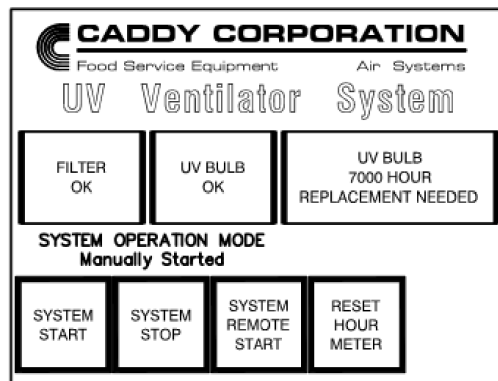 CADDY CORPORATION
Food Service Equipment Air Systems
UV Ventilator System
FILTER
OK
UV BULB
OK
UV BULB
7000 HOUR
REPLACEMENT NEEDED
SYSTEM OPERATION MODE
Manually Started
SYSTEM
START
SYSTEM
STOP
SYSTEM
REMOTE
START
RESET
HOUR
METER